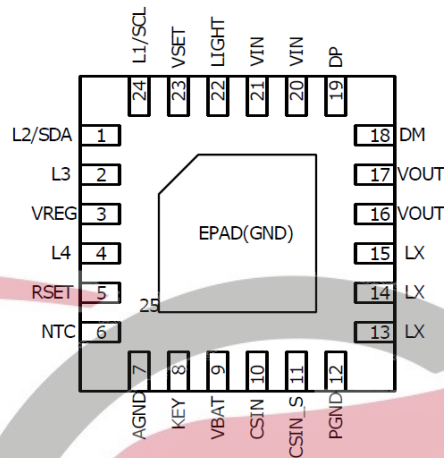 L1/SCL
VSET
LIGHT
VIN
VIN
DP
24
23
22
21
20
19
L2/SDA 1
L3 2
VREG 3
L4 4
RSET 5
NTC 6
18 DM
17 VOUT
16 VOUT
15 LX
14 LX
13 LX
EPAD(GND)
25
7
8
9
10
11
12
AGND
KEY
VBAT
CSIN
CSIN_S
PGND